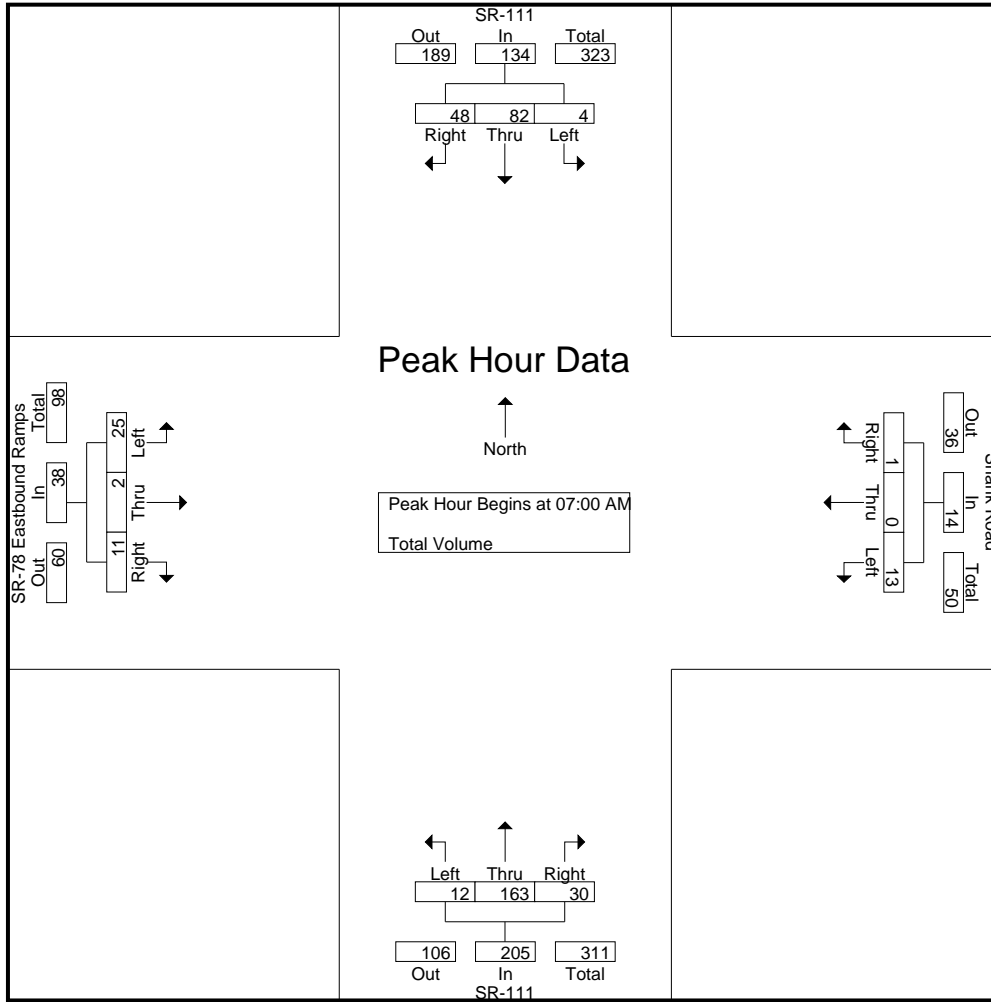 SR-111
Out In Total
189 134 323
48 82 4
Right Thru Left
Peak Hour Data
North
Peak Hour Begins at 07:00 AM
Total Volume
SR-78 Eastbound Ramps
Out In Total
60 38 98
11 2 25
Right Thru Left
Shank Road
Out In Total
36 14 50
1 0 13
Right Thru Left
Left Thru Right
12 163 30
106 205 311
Out In Total
SR-111